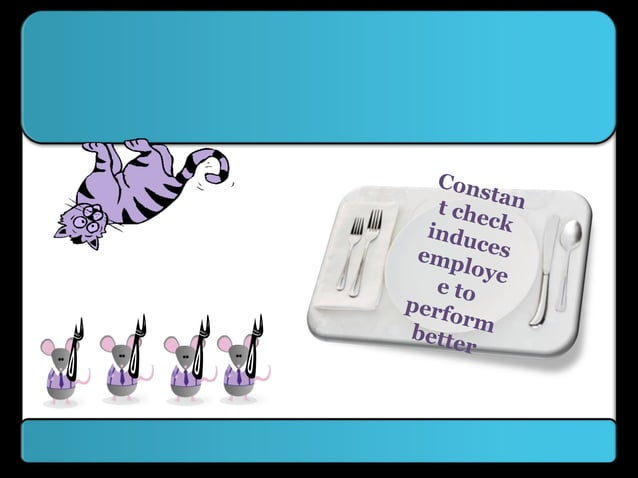 Constan
t check
induces
employe
e to
perform
better